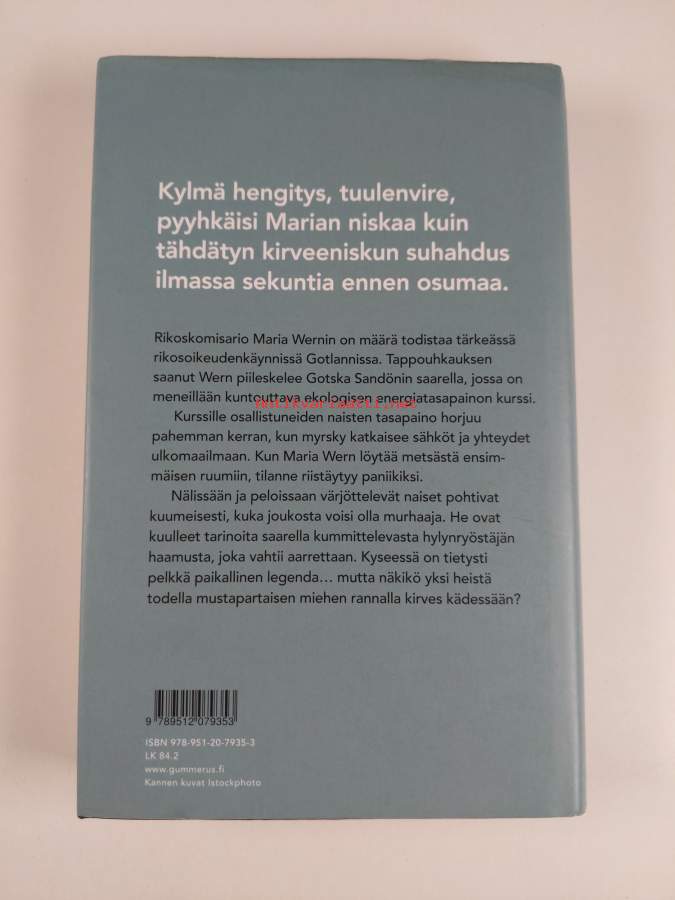 Kylmä hengitys, tuulenvire,
pyyhkäisi Marian niskaa kuin
tähdätyn kirveeniskun suhahdus
ilmassa sekuntia ennen osumaa.
Rikoskomisario Maria Wernin on määrä todistaa tärkeässä
rikosoikeudenkäynnissä Gotlannissa. Tappouhkauksen
saanut Wern piileskelee Gotska Sandönin saarella, jossa on
meneillään kuntouttava ekologisen energiatasapainon kurssi.
antikvariaatti.net
Kurssille osallistuneiden naisten tasapaino horjuu
pahemman kerran, kun myrsky katkaisee sähköt ja yhteydet
ulkomaailmaan. Kun Maria Wern löytää metsästä ensim-
mäisen ruumiin, tilanne riistäytyy paniikiksi.
Nälissään ja peloissaan värjöttelevät naiset pohtivat
kuumeisesti, kuka joukosta voisi olla murhaaja. He ovat
kuulleet tarinoita saarella kummittelevasta hylynryöstäjän
haamusta, joka vahtii aarrettaan. Kyseessä on tietysti
pelkkä paikallinen legenda... mutta näkikö yksi heistä
todella mustapartaisen miehen rannalla kirves kädessään?
9 789512 079353
ISBN 978-951-20-7935-3
LK 84.2
www.gummerus.fi
Kannen kuvat Istockphoto